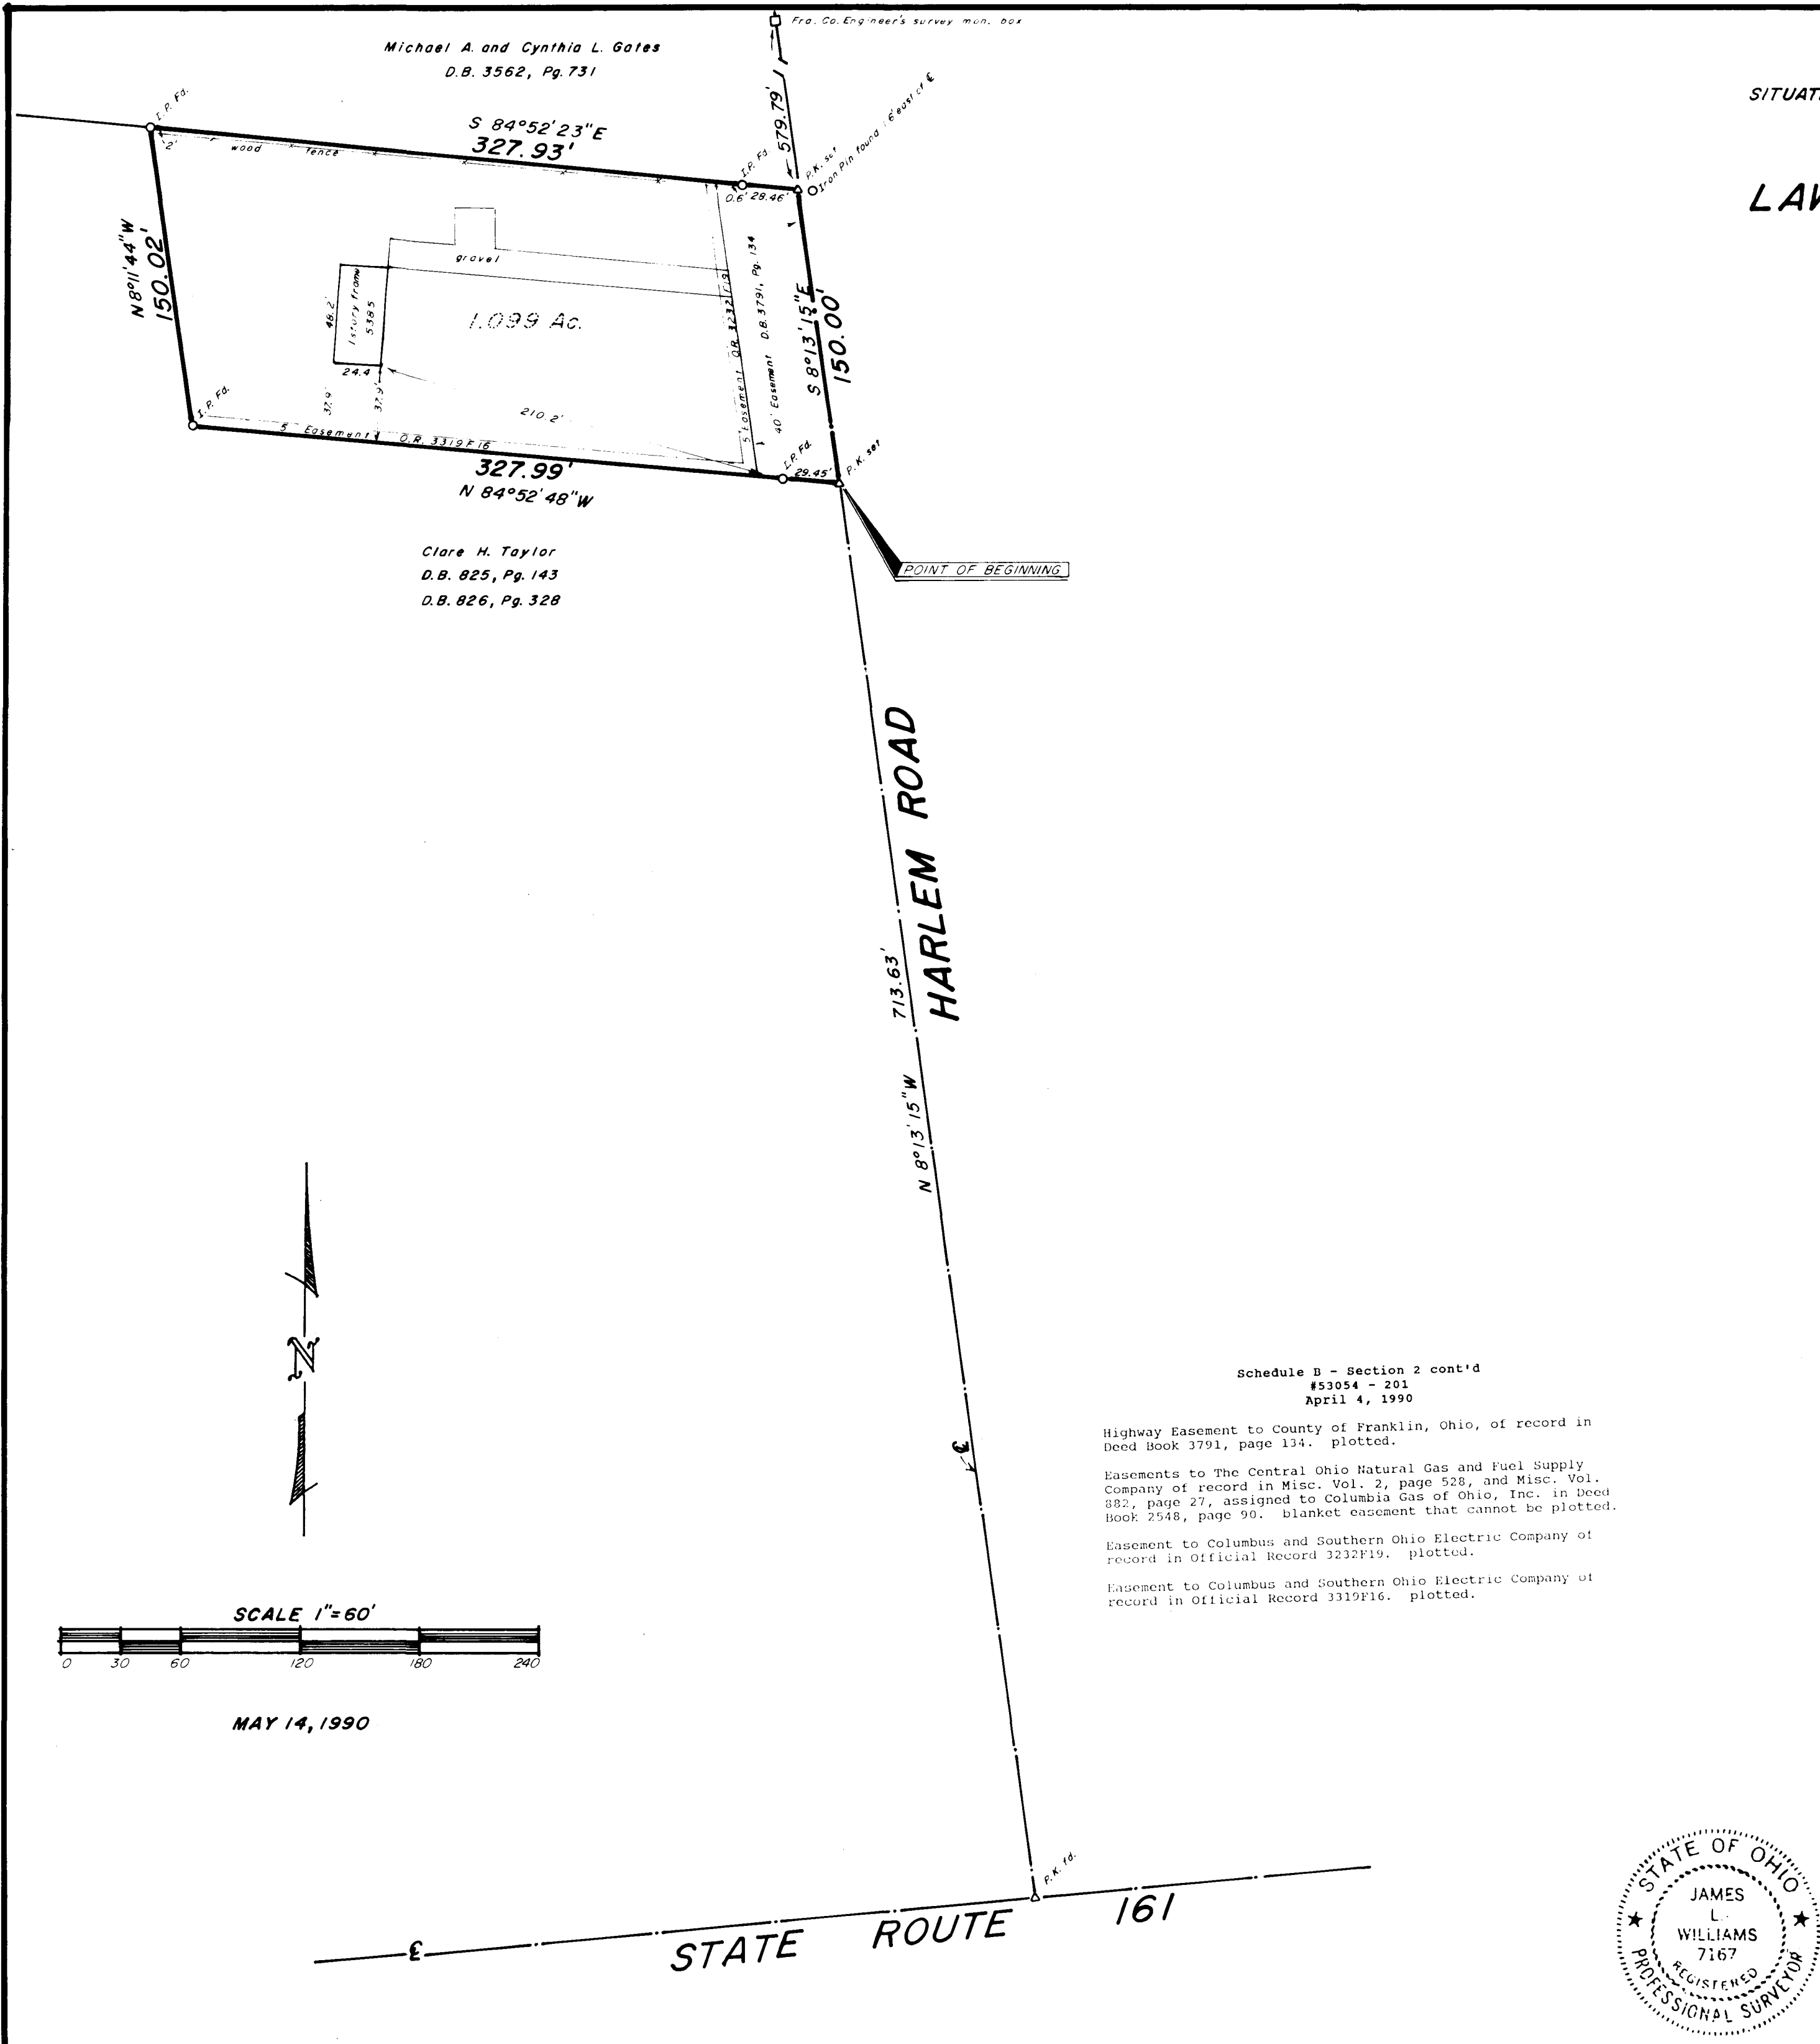 Fra. Co. Engineer's survey mon. box
Michael A. and Cynthia L. Gates
D.B. 3562, Pg. 731
SITUAT
LAW
I.P. Fd.
S 84°52'23"E
327.93'
579.79'
2'
wood fence
I.P. Fd.
P.K. set
Iron Pin found east of ℄
0.6' 28.46'
N 8°11'44"W
150.02'
gravel
1 story frame
5385
48.2'
24.4'
1.099 Ac.
5' Easement O.R. 3232F19
40' Easement D.B. 3791, Pg. 134
S 8°13'15"E
150.00'
37.9'
37.9'
210.2'
I.P. Fd.
5' Easement O.R. 3319F16
I.P. Fd.
29.45'
P.K. set
327.99'
N 84°52'48"W
Clare H. Taylor
D.B. 825, Pg. 143
D.B. 826, Pg. 328
POINT OF BEGINNING
HARLEM ROAD
N 8°13'15"W 713.63'
N
℄
Schedule B - Section 2 cont'd
#53054 - 201
April 4, 1990
Highway Easement to County of Franklin, Ohio, of record in
Deed Book 3791, page 134. plotted.
Easements to The Central Ohio Natural Gas and Fuel Supply
Company of record in Misc. Vol. 2, page 528, and Misc. Vol.
882, page 27, assigned to Columbia Gas of Ohio, Inc. in Deed
Book 2548, page 90. blanket easement that cannot be plotted.
Easement to Columbus and Southern Ohio Electric Company of
record in Official Record 3232F19. plotted.
Easement to Columbus and Southern Ohio Electric Company of
record in Official Record 3319F16. plotted.
SCALE 1"=60'
0 30 60 120 180 240
MAY 14, 1990
P.K. fd.
℄
STATE ROUTE 161
STATE OF OHIO
JAMES
L.
WILLIAMS
7167
REGISTERED
PROFESSIONAL SURVEYOR